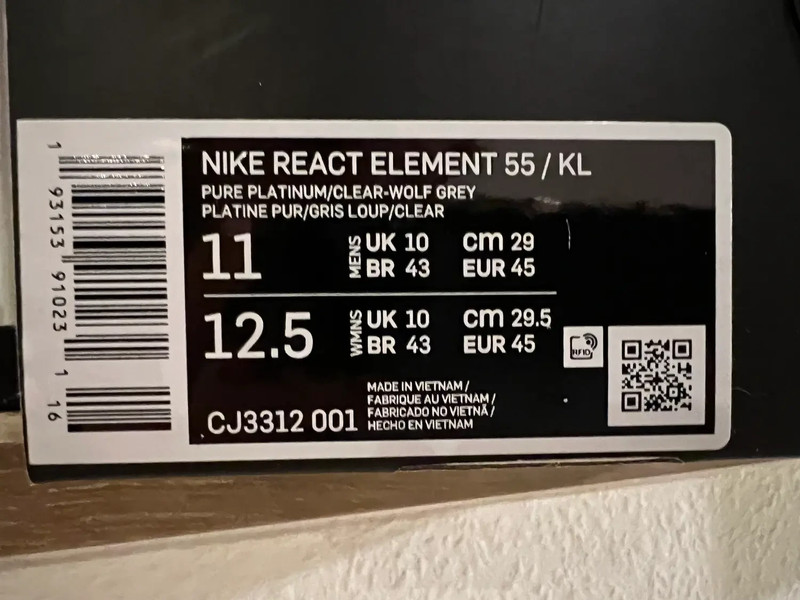 NIKE REACT ELEMENT 55 / KL
PURE PLATINUM/CLEAR-WOLF GREY
PLATINE PUR/GRIS LOUP/CLEAR
11 MENS UK 10 cm 29
BR 43 EUR 45
12.5 WMNS UK 10 cm 29.5
BR 43 EUR 45
RFID
CJ3312 001
MADE IN VIETNAM /
FABRIQUE AU VIETNAM /
FABRICADO NO VIETNÃ /
HECHO EN VIETNAM
1 93153 91023 1 16